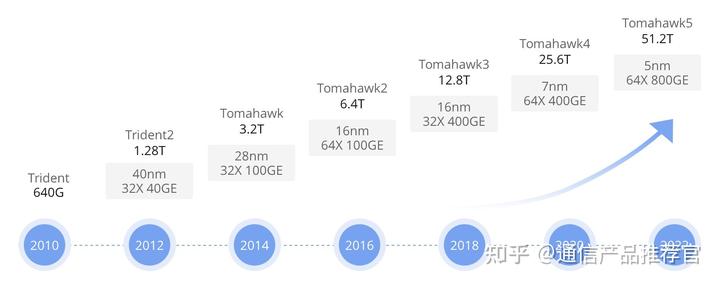 Trident
640G
Trident2
1.28T
40nm
32X 40GE
Tomahawk
3.2T
28nm
32X 100GE
Tomahawk2
6.4T
16nm
64X 100GE
Tomahawk3
12.8T
16nm
32X 400GE
Tomahawk4
25.6T
7nm
64X 400GE
Tomahawk5
51.2T
5nm
64X 800GE
2010
2012
2014
2016
2018
2020
2022
知乎 @通信产品推荐官